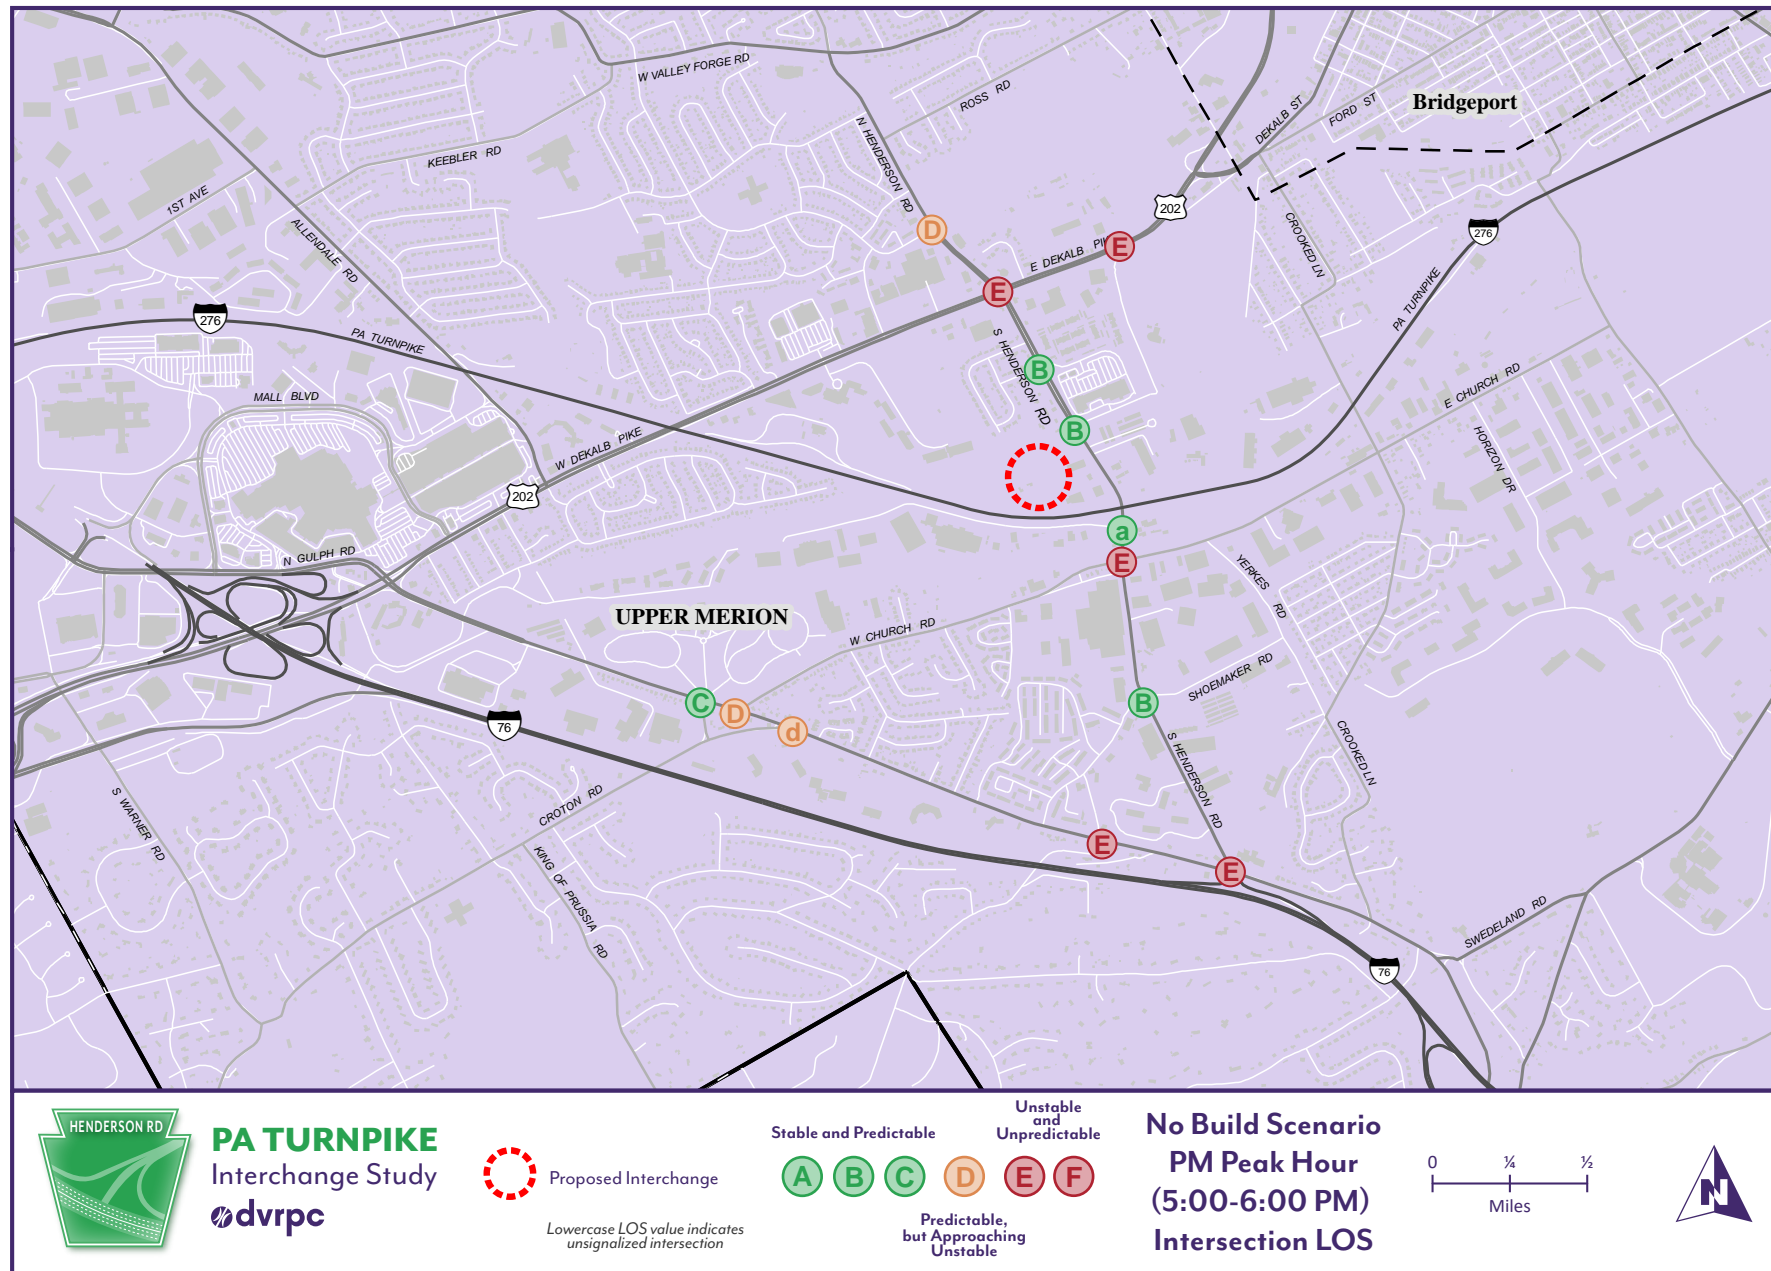 W VALLEY FORGE RD
ROSS RD
DEKALB ST
FORD ST
Bridgeport
N HENDERSON RD
KEEBLER RD
1ST AVE
ALLENDALE RD
202
CROOKED LN
276
D
E DEKALB PIK
E
E
276
PA TURNPIKE
PA TURNPIKE
S HENDERSON RD
B
E CHURCH RD
MALL BLVD
B
HORIZON DR
W DEKALB PIKE
202
a
N GULPH RD
E
YERKES RD
UPPER MERION
W CHURCH RD
SHOEMAKER RD
C
D
d
B
76
S HENDERSON RD
CROOKED LN
S WARNER RD
CROTON RD
KING OF PRUSSIA RD
E
E
SWEDELAND RD
76
HENDERSON RD
PA TURNPIKE
Interchange Study
dvrpc
Proposed Interchange
Lowercase LOS value indicates
unsignalized intersection
Stable and Predictable
Unstable
and
Unpredictable
A B C D E F
Predictable,
but Approaching
Unstable
No Build Scenario
PM Peak Hour
(5:00-6:00 PM)
Intersection LOS
0 ¼ ½
Miles
N